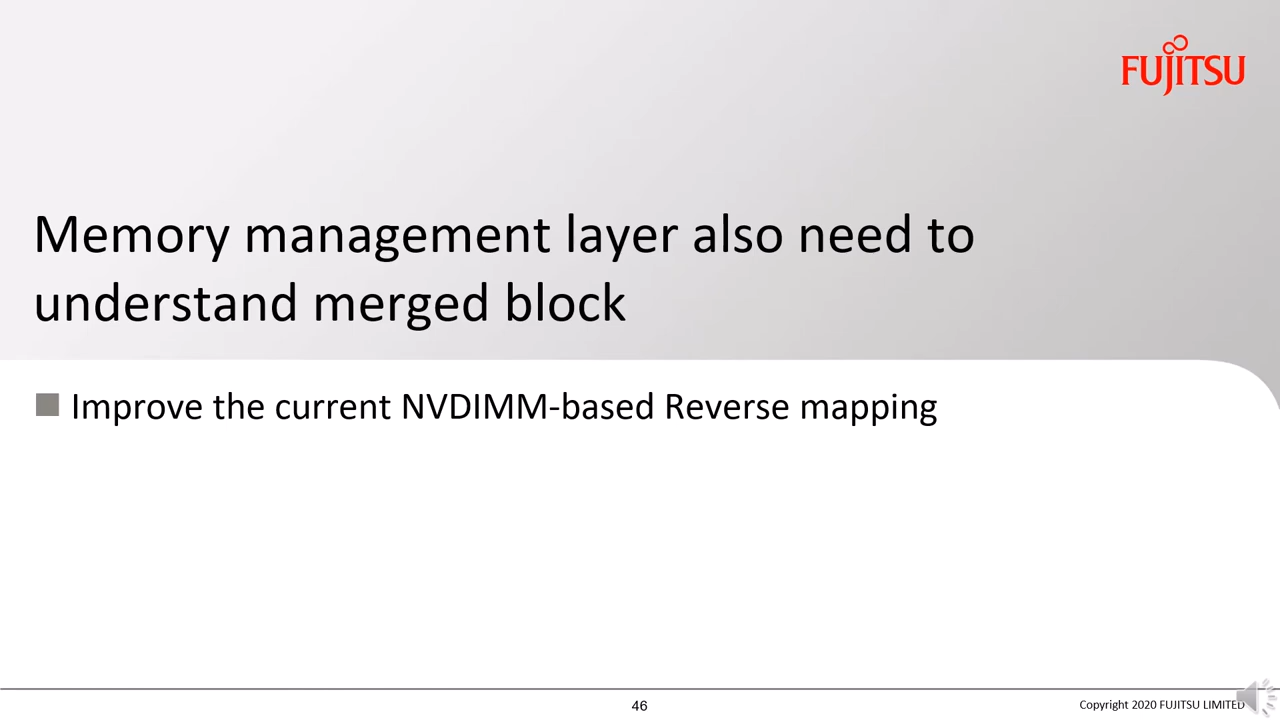 FUJITSU
Memory management layer also need to
understand merged block
Improve the current NVDIMM-based Reverse mapping
46
Copyright 2020 FUJITSU LIMITED